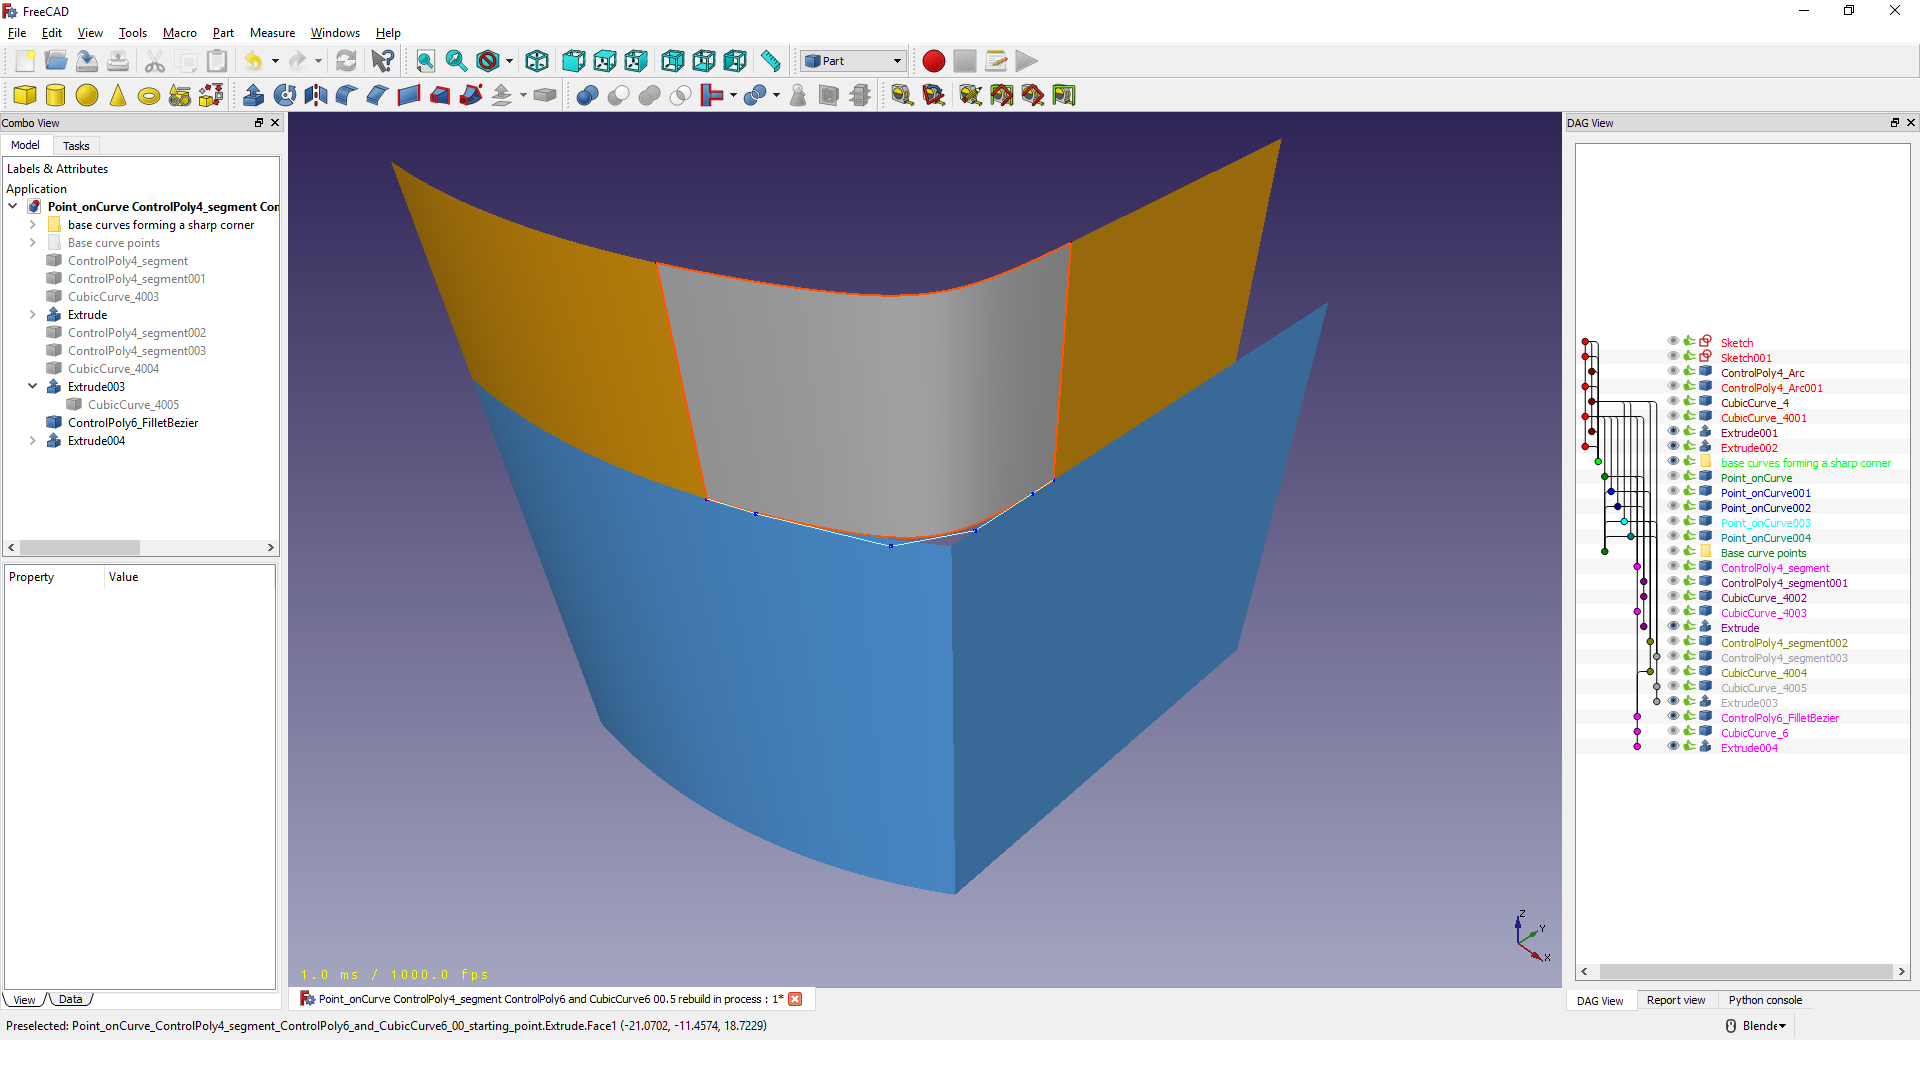 FreeCAD
File Edit View Tools Macro Part Measure Windows Help
Part
Combo View
Model Tasks
Labels & Attributes
Application
Point_onCurve ControlPoly4_segment Con
base curves forming a sharp corner
Base curve points
ControlPoly4_segment
ControlPoly4_segment001
CubicCurve_4003
Extrude
ControlPoly4_segment002
ControlPoly4_segment003
CubicCurve_4004
Extrude003
CubicCurve_4005
ControlPoly6_FilletBezier
Extrude004
Property Value
View Data
1.0 ms / 1000.0 fps
Z
Y
X
Point_onCurve ControlPoly4_segment ControlPoly6 and CubicCurve6 00.5 rebuild in process : 1*
DAG View
Sketch
Sketch001
ControlPoly4_Arc
ControlPoly4_Arc001
CubicCurve_4
CubicCurve_4001
Extrude001
Extrude002
base curves forming a sharp corner
Point_onCurve
Point_onCurve001
Point_onCurve002
Point_onCurve003
Point_onCurve004
Base curve points
ControlPoly4_segment
ControlPoly4_segment001
CubicCurve_4002
CubicCurve_4003
Extrude
ControlPoly4_segment002
ControlPoly4_segment003
CubicCurve_4004
CubicCurve_4005
Extrude003
ControlPoly6_FilletBezier
CubicCurve_6
Extrude004
DAG View Report view Python console
Preselected: Point_onCurve_ControlPoly4_segment_ControlPoly6_and_CubicCurve6_00_starting_point.Extrude.Face1 (-21.0702, -11.4574, 18.7229)
Blende